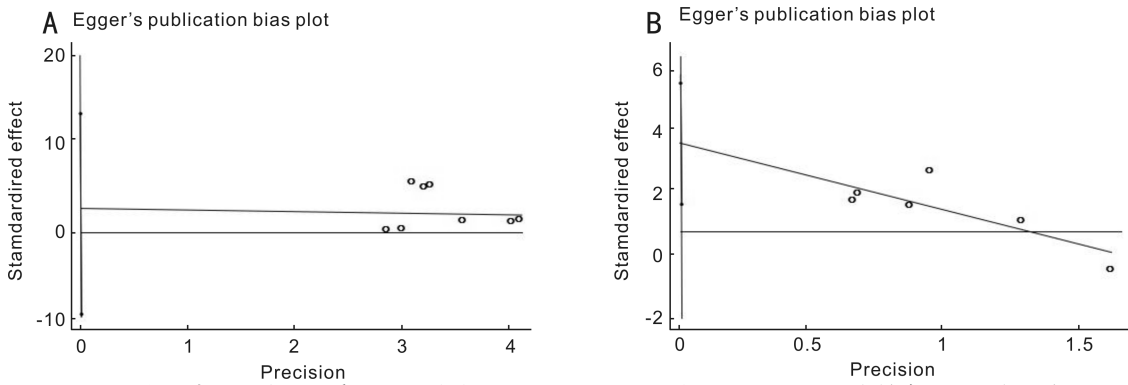 A Egger's publication bias plot
20
10
0
-10
Stamdardired effect
0 1 2 3 4
Precision
B Egger's publication bias plot
6
4
2
0
-2
Stamdardired effect
0 0.5 1 1.5
Precision